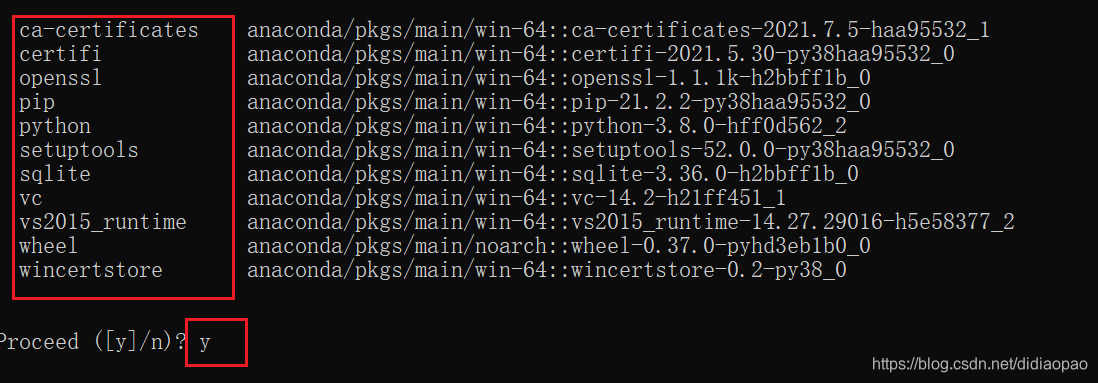 ca-certificates anaconda/pkgs/main/win-64::ca-certificates-2021.7.5-haa95532_1
certifi anaconda/pkgs/main/win-64::certifi-2021.5.30-py38haa95532_0
openssl anaconda/pkgs/main/win-64::openssl-1.1.1k-h2bbff1b_0
pip anaconda/pkgs/main/win-64::pip-21.2.2-py38haa95532_0
python anaconda/pkgs/main/win-64::python-3.8.0-hff0d562_2
setuptools anaconda/pkgs/main/win-64::setuptools-52.0.0-py38haa95532_0
sqlite anaconda/pkgs/main/win-64::sqlite-3.36.0-h2bbff1b_0
vc anaconda/pkgs/main/win-64::vc-14.2-h21ff451_1
vs2015_runtime anaconda/pkgs/main/win-64::vs2015_runtime-14.27.29016-h5e58377_2
wheel anaconda/pkgs/main/noarch::wheel-0.37.0-pyhd3eb1b0_0
wincertstore anaconda/pkgs/main/win-64::wincertstore-0.2-py38_0
Proceed ([y]/n)? y
https://blog.csdn.net/didiaopao